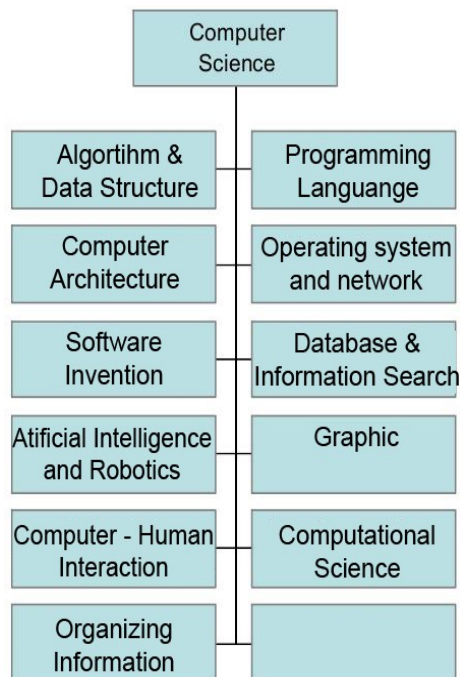 Computer
Science
Algortihm &
Data Structure
Programming
Languange
Computer
Architecture
Operating system
and network
Software
Invention
Database &
Information Search
Atificial Intelligence
and Robotics
Graphic
Computer - Human
Interaction
Computational
Science
Organizing
Information